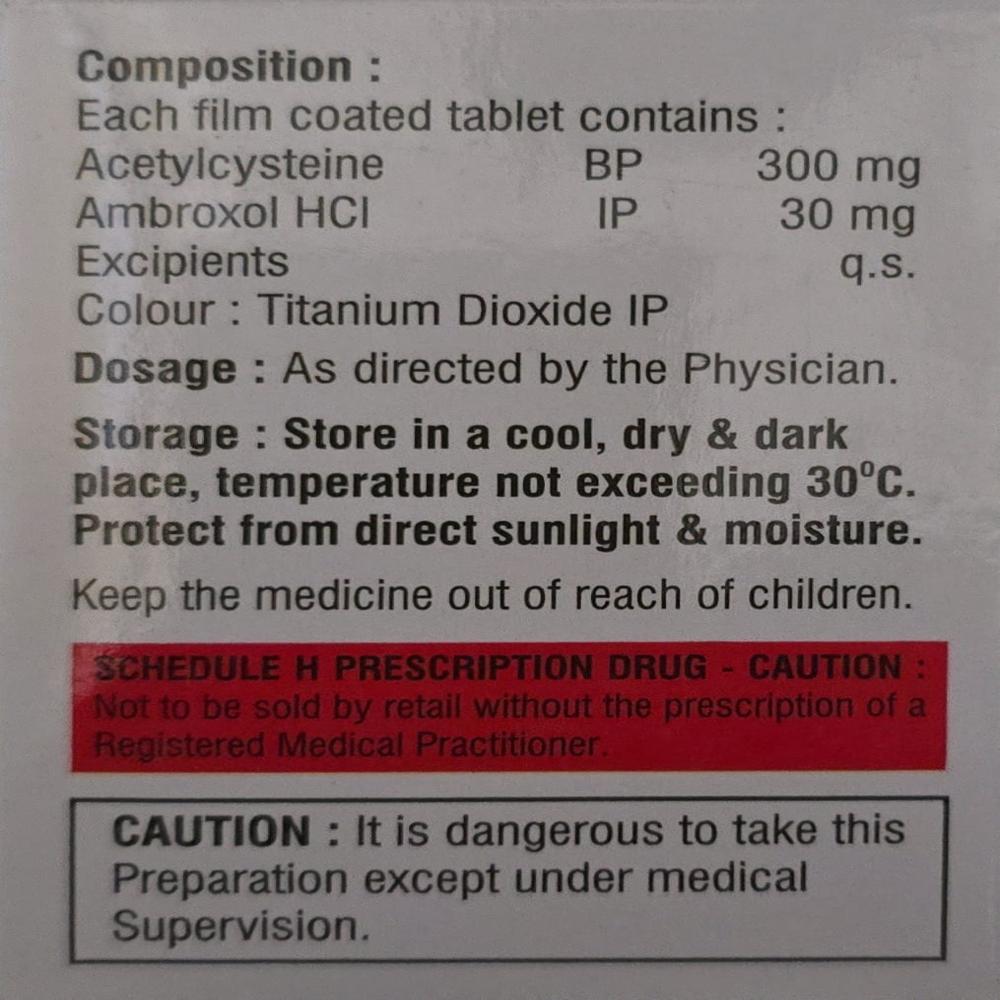 Composition :
Each film coated tablet contains :
Acetylcysteine BP 300 mg
Ambroxol HCl IP 30 mg
Excipients q.s.
Colour : Titanium Dioxide IP
Dosage : As directed by the Physician.
Storage : Store in a cool, dry & dark
place, temperature not exceeding 30°C.
Protect from direct sunlight & moisture.
Keep the medicine out of reach of children.
SCHEDULE H PRESCRIPTION DRUG - CAUTION :
Not to be sold by retail without the prescription of a
Registered Medical Practitioner.
CAUTION : It is dangerous to take this
Preparation except under medical
Supervision.